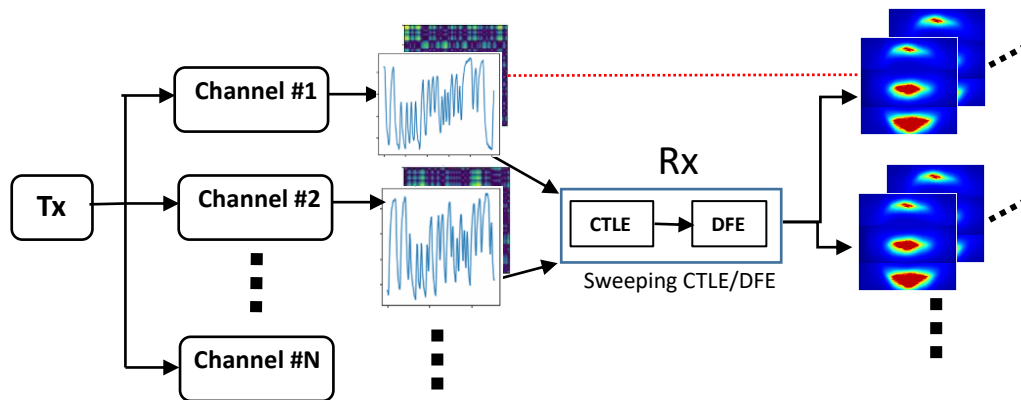 Tx
Channel #1
Channel #2
Channel #N
Rx
CTLE
DFE
Sweeping CTLE/DFE